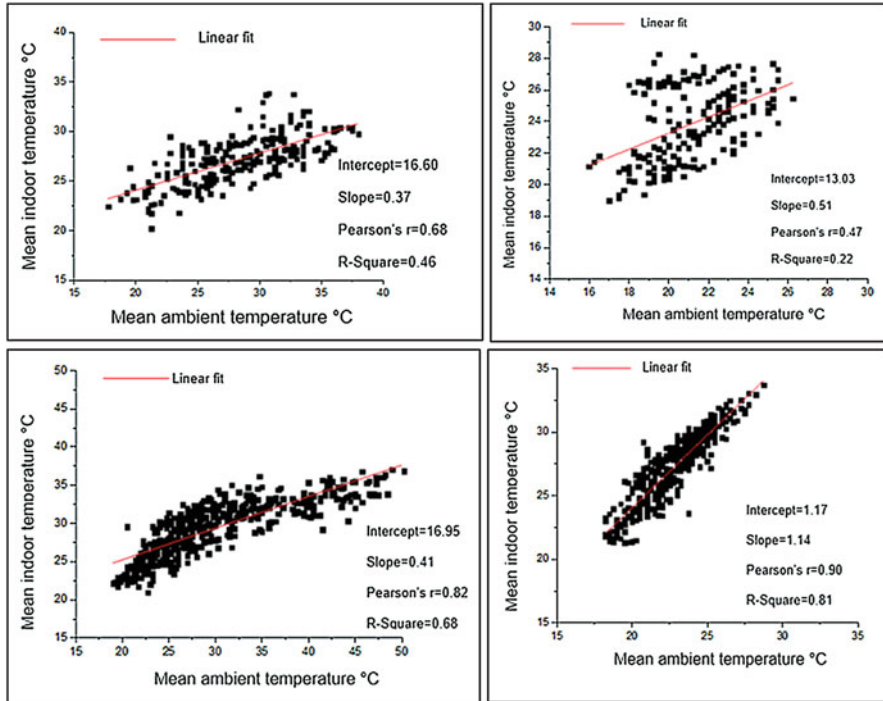 Linear fit
Mean indoor temperature °C
40
35
30
25
20
15
Intercept=16.60
Slope=0.37
Pearson's r=0.68
R-Square=0.46
15 20 25 30 35 40
Mean ambient temperature °C
Linear fit
Mean indoor temperature °C
30
28
26
24
22
20
18
16
14
Intercept=13.03
Slope=0.51
Pearson's r=0.47
R-Square=0.22
14 16 18 20 22 24 26 28 30
Mean ambient temperature °C
Linear fit
Mean indoor temperature °C
50
45
40
35
30
25
20
15
Intercept=16.95
Slope=0.41
Pearson's r=0.82
R-Square=0.68
15 20 25 30 35 40 45 50
Mean ambient temperature °C
Linear fit
Mean indoor temperature °C
35
30
25
20
15
Intercept=1.17
Slope=1.14
Pearson's r=0.90
R-Square=0.81
15 20 25 30 35
Mean ambient temperature °C